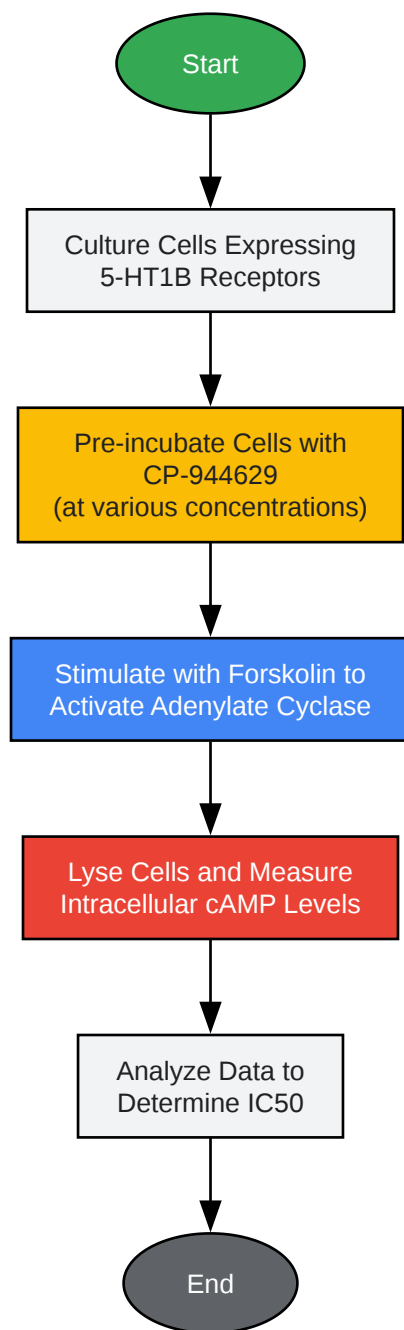 Start
Culture Cells Expressing
5-HT1B Receptors
Pre-incubate Cells with
CP-944629
(at various concentrations)
Stimulate with Forskolin to
Activate Adenylate Cyclase
Lyse Cells and Measure
Intracellular cAMP Levels
Analyze Data to
Determine IC50
End